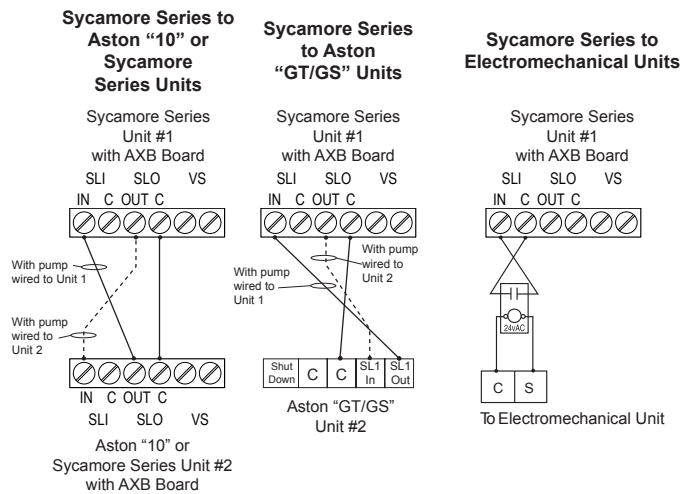 Sycamore Series to
Aston “10” or
Sycamore
Series Units
Sycamore Series
Unit #1
with AXB Board
SLI SLO VS
IN C OUT C
With pump
wired to Unit 1
With pump
wired to
Unit 2
IN C OUT C
SLI SLO VS
Aston “10” or
Sycamore Series Unit #2
with AXB Board
Sycamore Series
to Aston
“GT/GS” Units
Sycamore Series
Unit #1
with AXB Board
SLI SLO VS
IN C OUT C
With pump
wired to
Unit 2
With pump
wired to
Unit 1
Shut
Down
C
C
SL1
In
SL1
Out
Aston “GT/GS”
Unit #2
Sycamore Series to
Electromechanical Units
Sycamore Series
Unit #1
with AXB Board
SLI SLO VS
IN C OUT C
24vAC
C S
To Electromechanical Unit